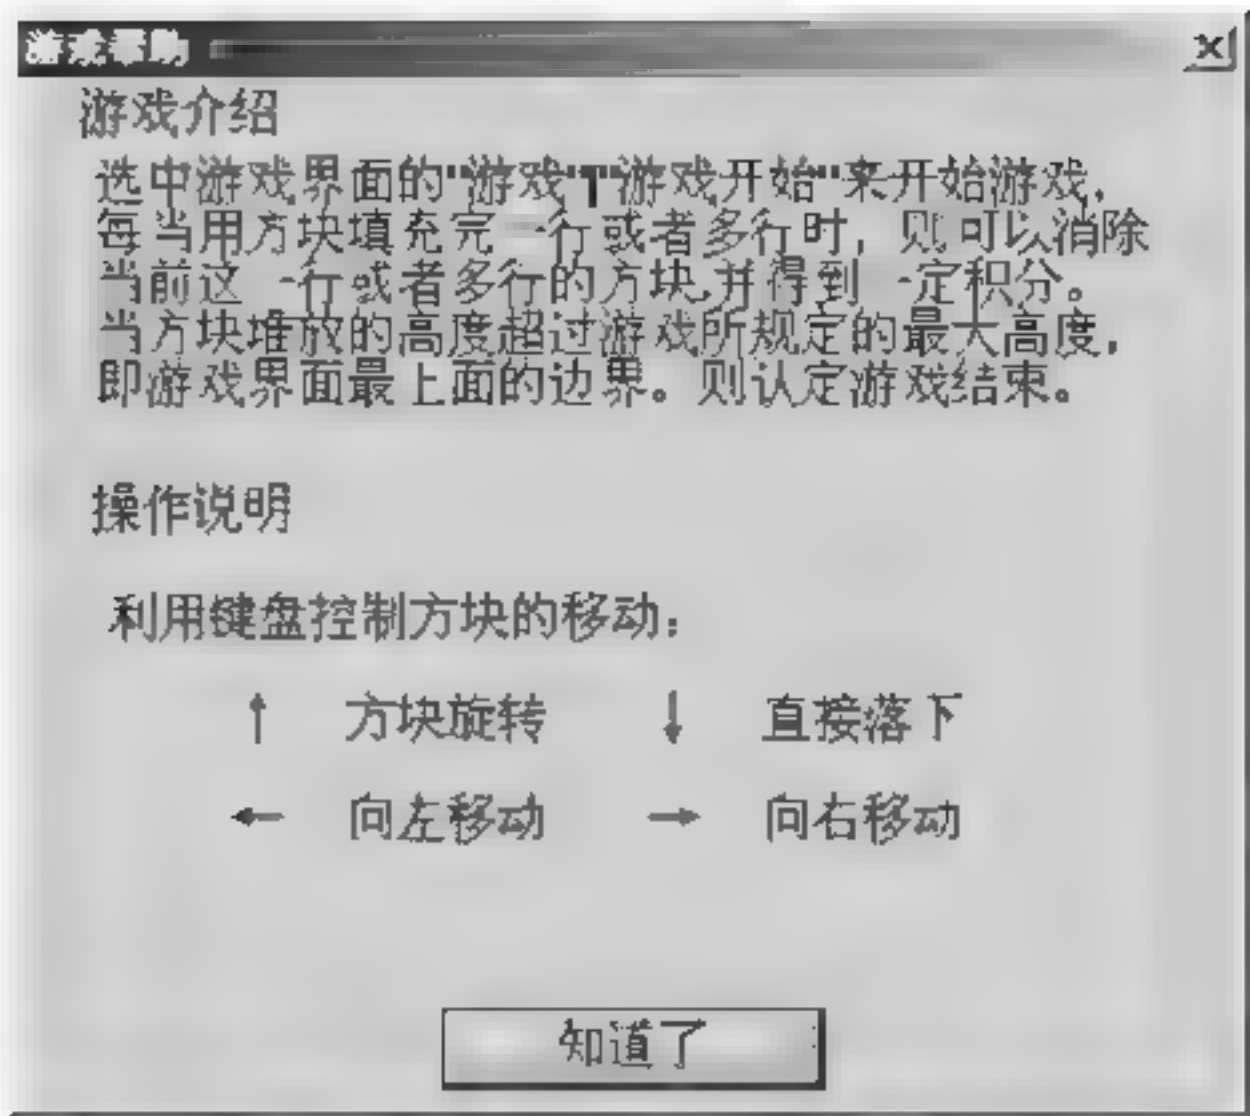 游戏帮助
游戏介绍
选中游戏界面的"游戏"|"游戏开始"来开始游戏,
每当用方块填充完一行或者多行时, 则可以消除
当前这一行或者多行的方块,并得到一定积分。
当方块堆放的高度超过游戏所规定的最大高度,
即游戏界面最上面的边界。则认定游戏结束。
操作说明
利用键盘控制方块的移动:
↑ 方块旋转 ↓ 直接落下
← 向左移动 → 向右移动
知道了